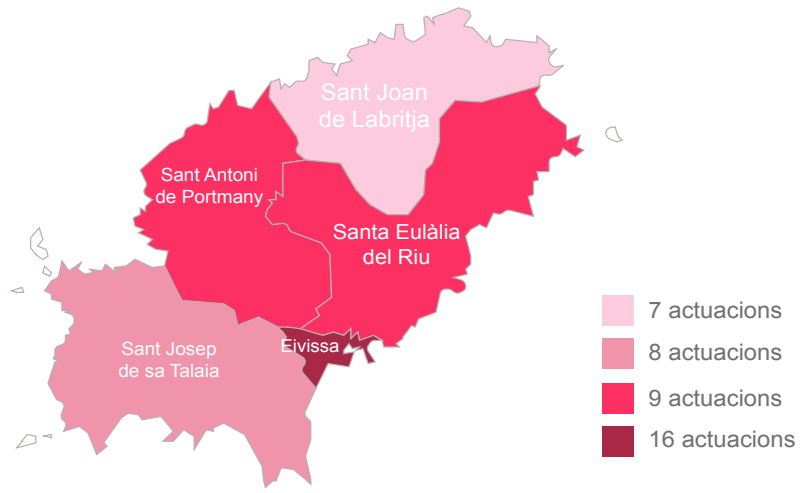 Sant Joan
de Labritja
Sant Antoni
de Portmany
Santa Eulàlia
del Riu
Eivissa
Sant Josep
de sa Talaia
7 actuacions
8 actuacions
9 actuacions
16 actuacions